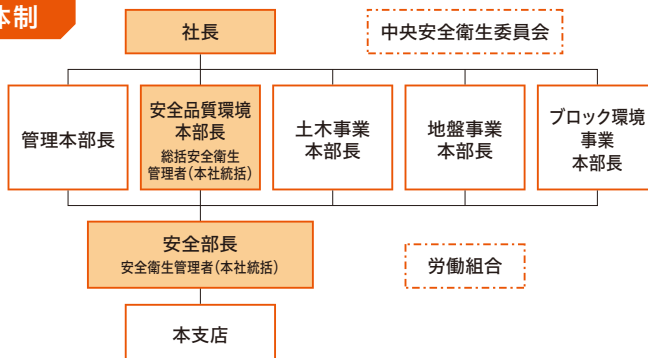 体制
社長
中央安全衛生委員会
管理本部長
安全品質環境
本部長
総括安全衛生
管理者(本社統括)
土木事業
本部長
地盤事業
本部長
ブロック環境
事業
本部長
安全部長
安全衛生管理者(本社統括)
労働組合
本支店